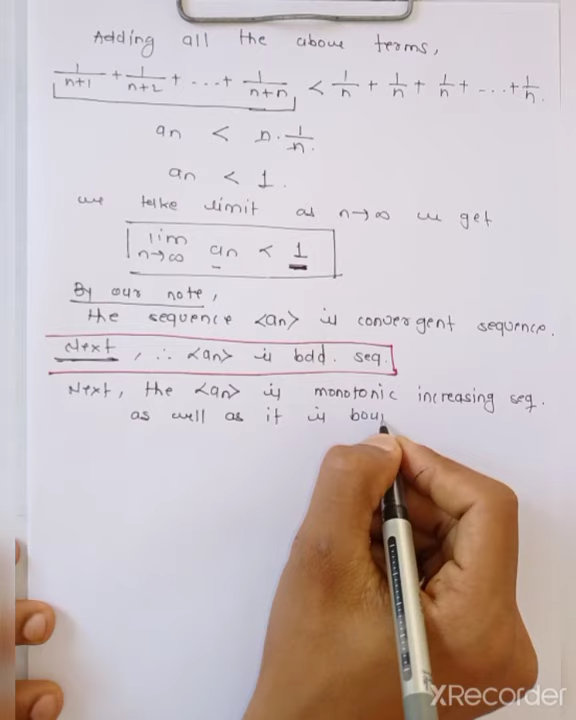 Adding all the above terms,
1/n+1 + 1/n+2 + ... + 1/n+n < 1/n + 1/n + 1/n + ... + 1/n.
an < n · 1/n.
an < 1.
we take limit as n→∞ we get
lim n→∞ an < 1
By our note,
the sequence <an> is convergent sequence.
Next, ∴ <an> is bdd. seq.
Next, the <an> is monotonic increasing seq.
as well as it is boun
XRecorder